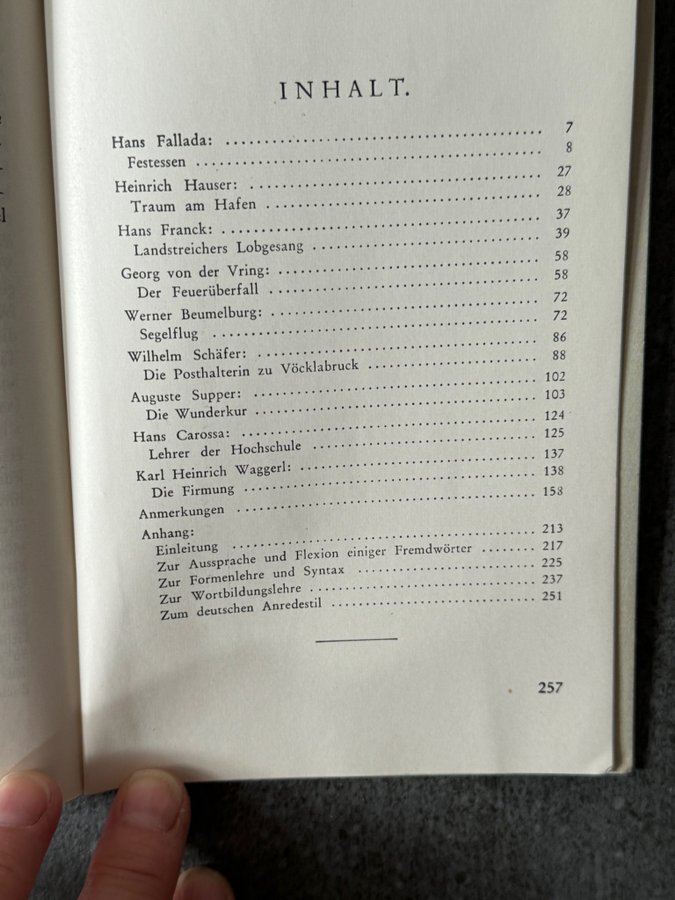 INHALT.
Hans Fallada: 7
Festessen 8
Heinrich Hauser: 27
Traum am Hafen 28
Hans Franck: 37
Landstreichers Lobgesang 39
Georg von der Vring: 58
Der Feuerüberfall 58
Werner Beumelburg: 72
Segelflug 72
Wilhelm Schäfer: 86
Die Posthalterin zu Vöcklabruck 88
Auguste Supper: 102
Die Wunderkur 103
Hans Carossa: 124
Lehrer der Hochschule 125
Karl Heinrich Waggerl: 137
Die Firmung 138
Anmerkungen 158
Anhang:
Einleitung 213
Zur Aussprache und Flexion einiger Fremdwörter 217
Zur Formenlehre und Syntax 225
Zur Wortbildungslehre 237
Zum deutschen Anredestil 251
257